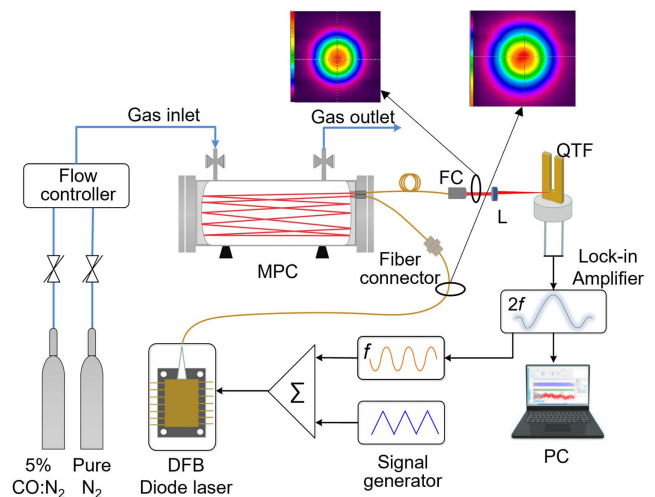 Gas inlet
Gas outlet
Flow
controller
FC
QTF
L
MPC
Fiber
connector
Lock-in
Amplifier
2f
f
Σ
5%
CO:N₂
Pure
N₂
DFB
Diode laser
Signal
generator
PC